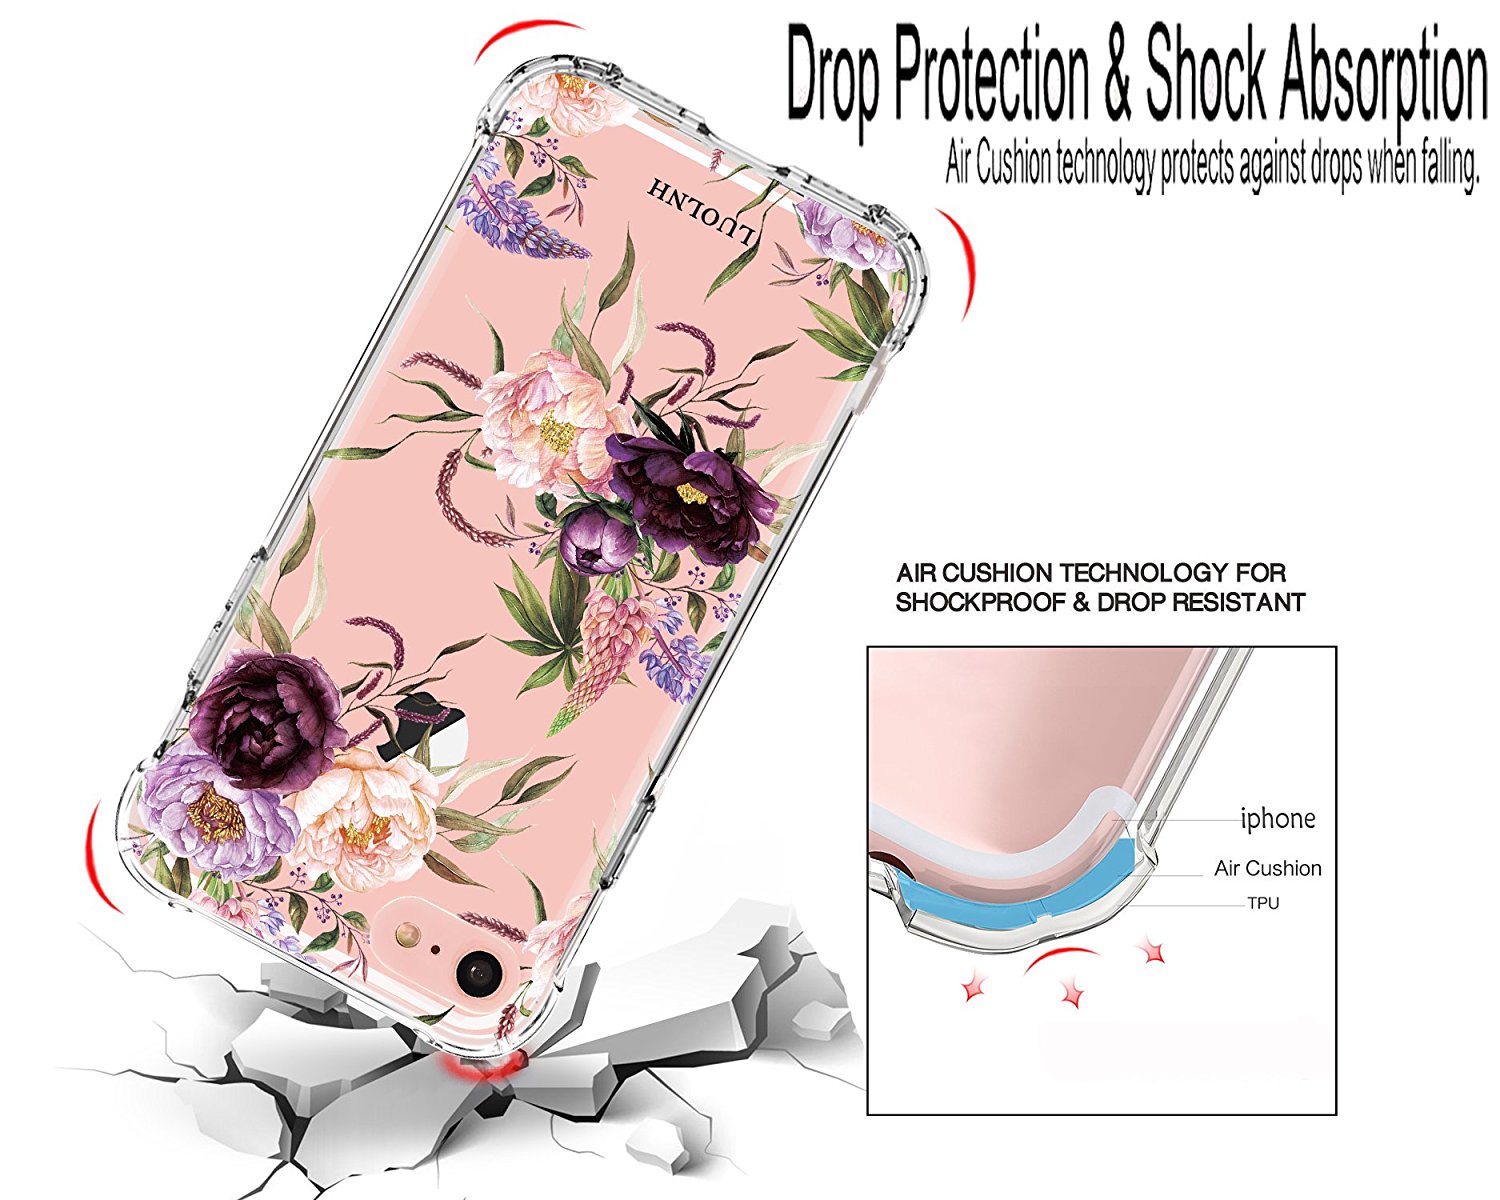 Drop Protection & Shock Absorption
Air Cushion technology protects against drops when falling.
LUOLNH
AIR CUSHION TECHNOLOGY FOR
SHOCKPROOF & DROP RESISTANT
iphone
Air Cushion
TPU